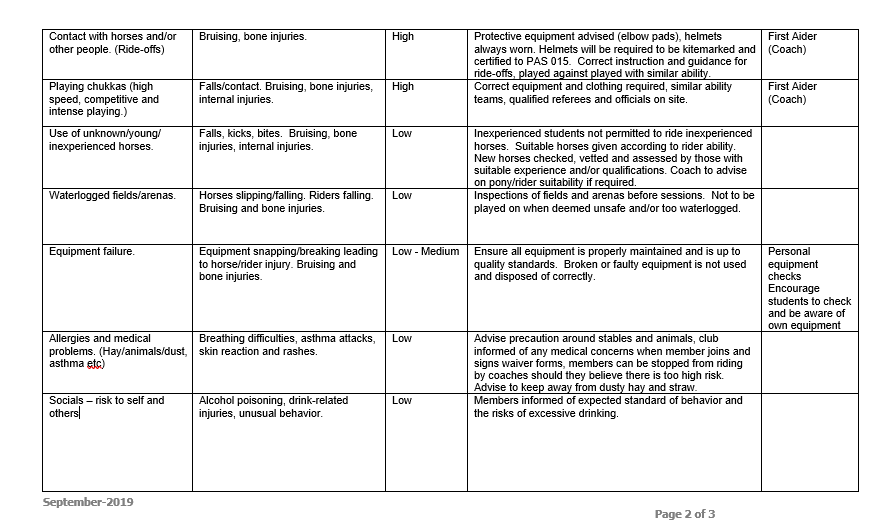 Contact with horses and/or
other people. (Ride-offs)
Bruising, bone injuries.
High
Protective equipment advised (elbow pads), helmets
always worn. Helmets will be required to be kitemarked and
certified to PAS 015.  Correct instruction and guidance for
ride-offs, played against played with similar ability.
First Aider
(Coach)
Playing chukkas (high
speed, competitive and
intense playing.)
Falls/contact. Bruising, bone injuries,
internal injuries.
High
Correct equipment and clothing required, similar ability
teams, qualified referees and officials on site.
First Aider
(Coach)
Use of unknown/young/
inexperienced horses.
Falls, kicks, bites.  Bruising, bone
injuries, internal injuries.
Low
Inexperienced students not permitted to ride inexperienced
horses.  Suitable horses given according to rider ability.
New horses checked, vetted and assessed by those with
suitable experience and/or qualifications. Coach to advise
on pony/rider suitability if required.
Waterlogged fields/arenas.
Horses slipping/falling. Riders falling.
Bruising and bone injuries.
Low
Inspections of fields and arenas before sessions.  Not to be
played on when deemed unsafe and/or too waterlogged.
Equipment failure.
Equipment snapping/breaking leading
to horse/rider injury. Bruising and
bone injuries.
Low - Medium
Ensure all equipment is properly maintained and is up to
quality standards.  Broken or faulty equipment is not used
and disposed of correctly.
Personal
equipment
checks
Encourage
students to check
and be aware of
own equipment
Allergies and medical
problems. (Hay/animals/dust,
asthma etc)
Breathing difficulties, asthma attacks,
skin reaction and rashes.
Low
Advise precaution around stables and animals, club
informed of any medical concerns when member joins and
signs waiver forms, members can be stopped from riding
by coaches should they believe there is too high risk.
Advise to keep away from dusty hay and straw.
Socials – risk to self and
others
Alcohol poisoning, drink-related
injuries, unusual behavior.
Low
Members informed of expected standard of behavior and
the risks of excessive drinking.
September-2019
Page 2 of 3